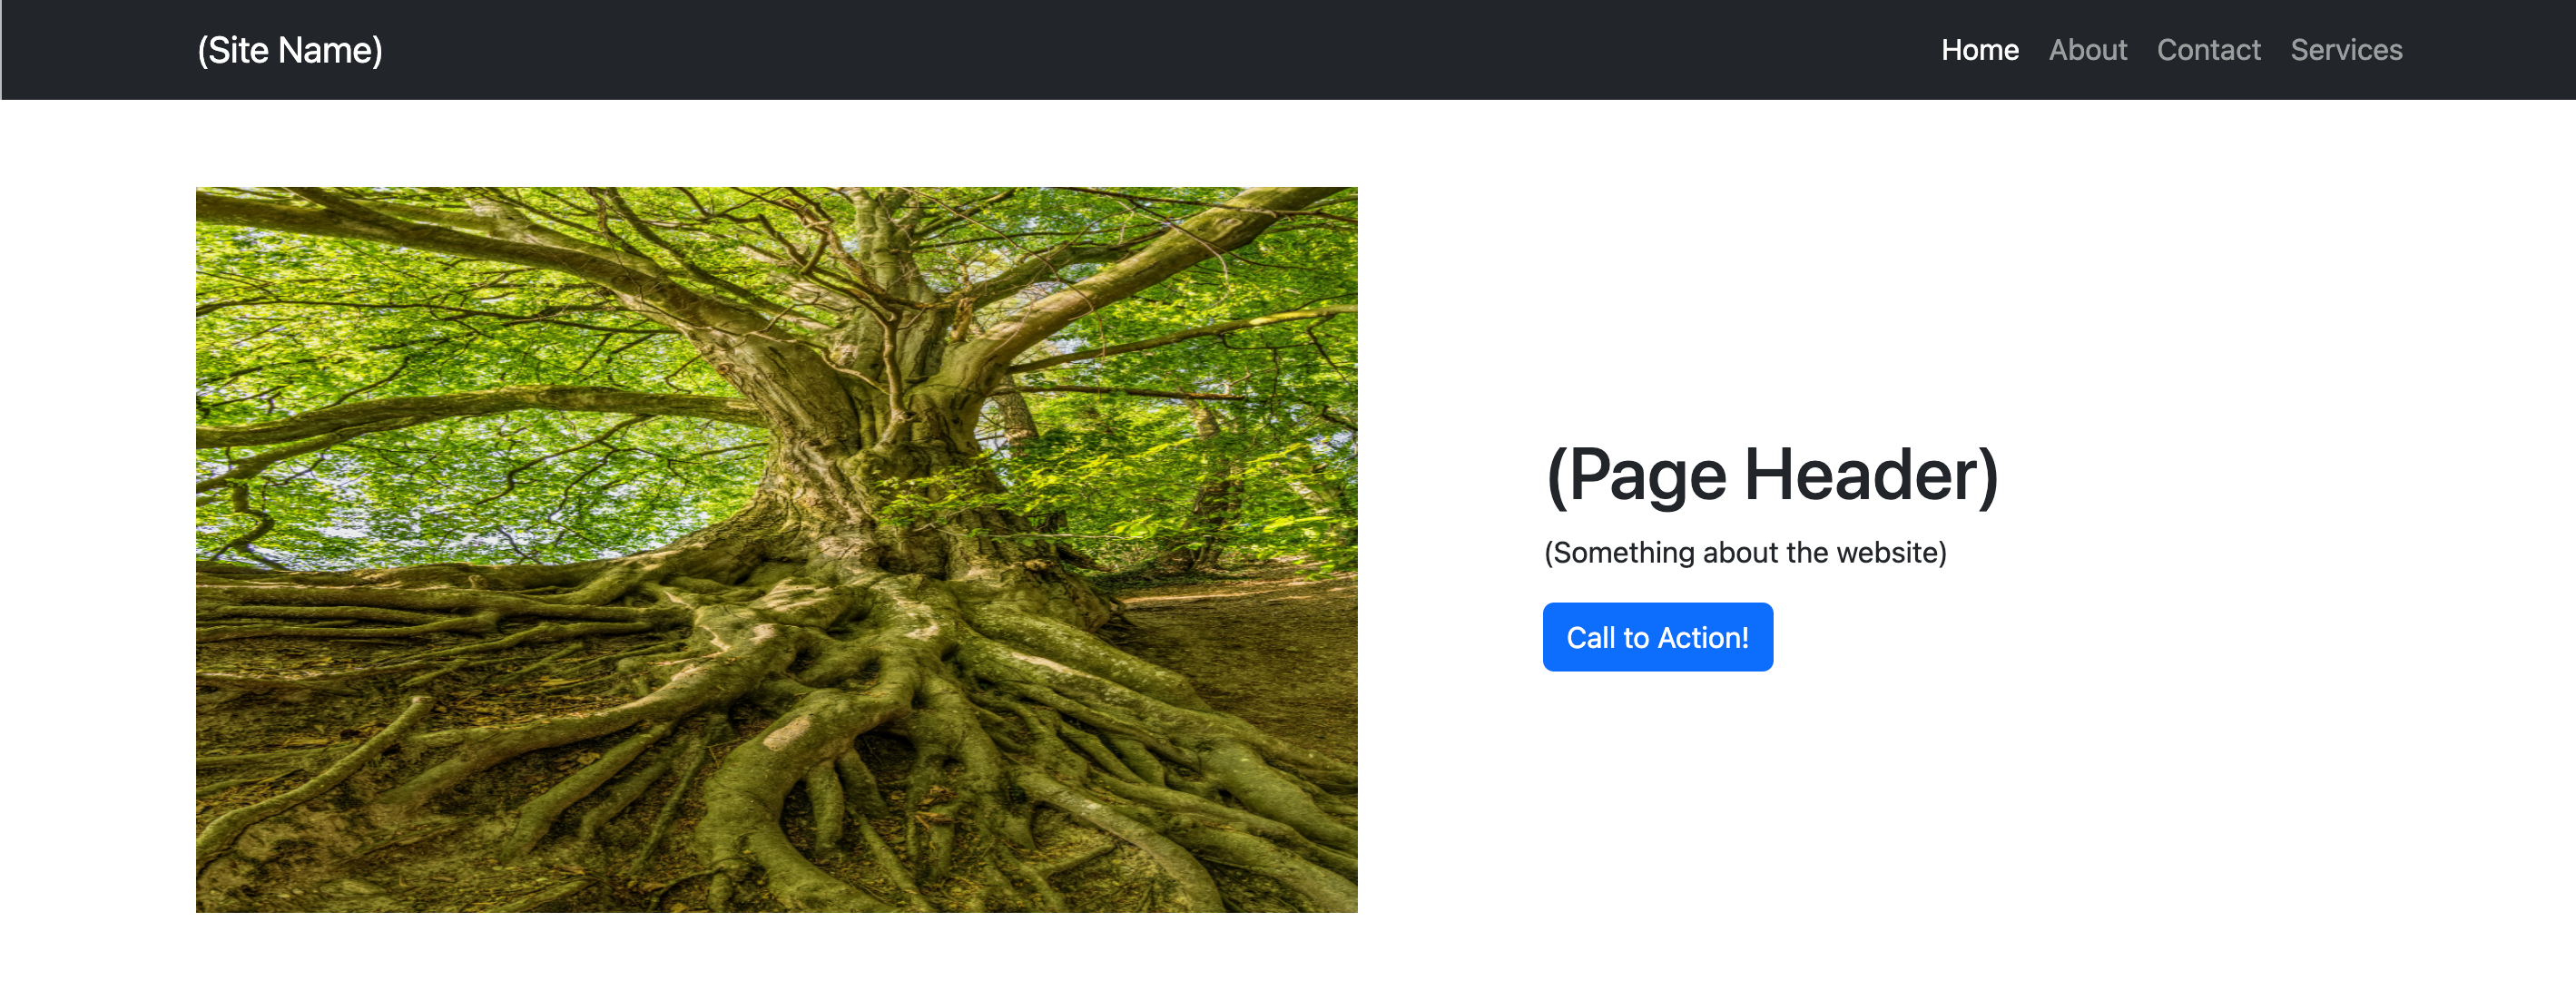 (Site Name)
Home About Contact Services
(Page Header)
(Something about the website)
Call to Action!